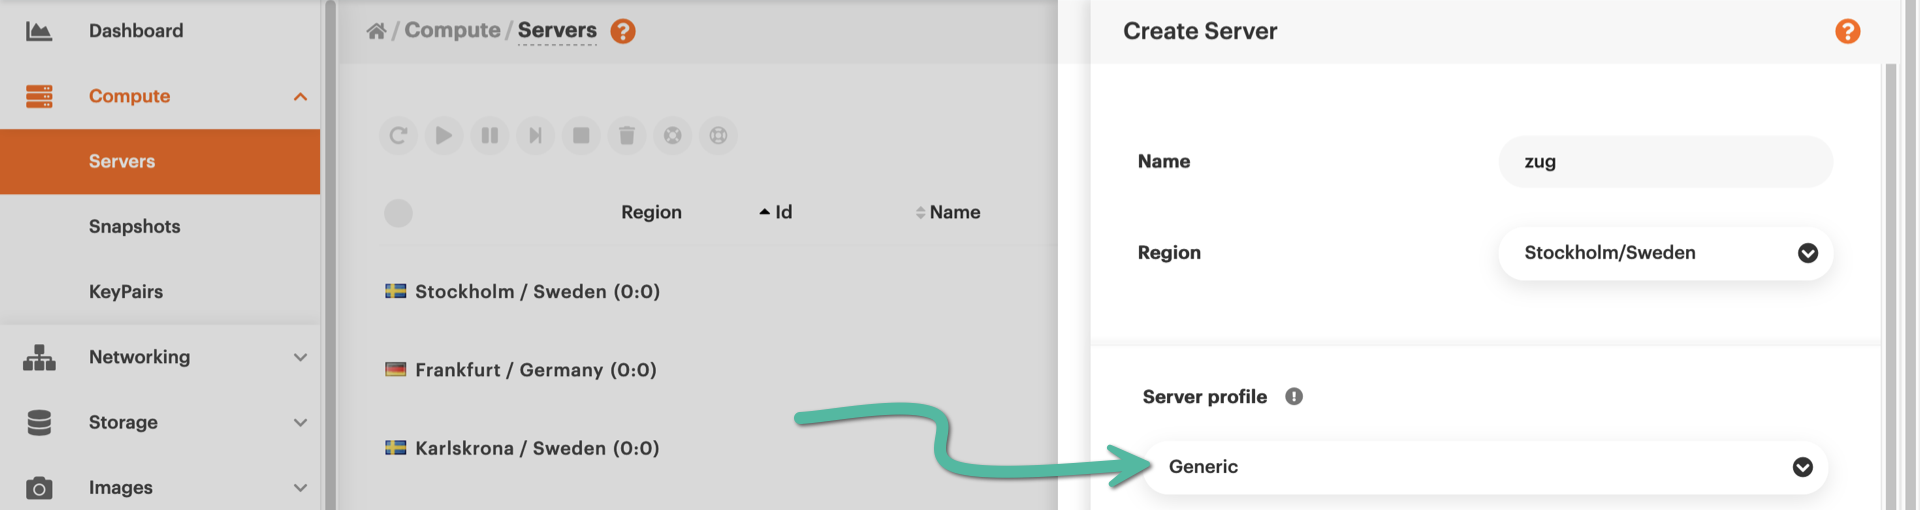 Dashboard
Compute
Servers
Snapshots
KeyPairs
Networking
Storage
Images
/ Compute / Servers ?
Region Id Name
Stockholm / Sweden (0:0)
Frankfurt / Germany (0:0)
Karlskrona / Sweden (0:0)
Create Server ?
Name zug
Region Stockholm/Sweden
Server profile !
Generic